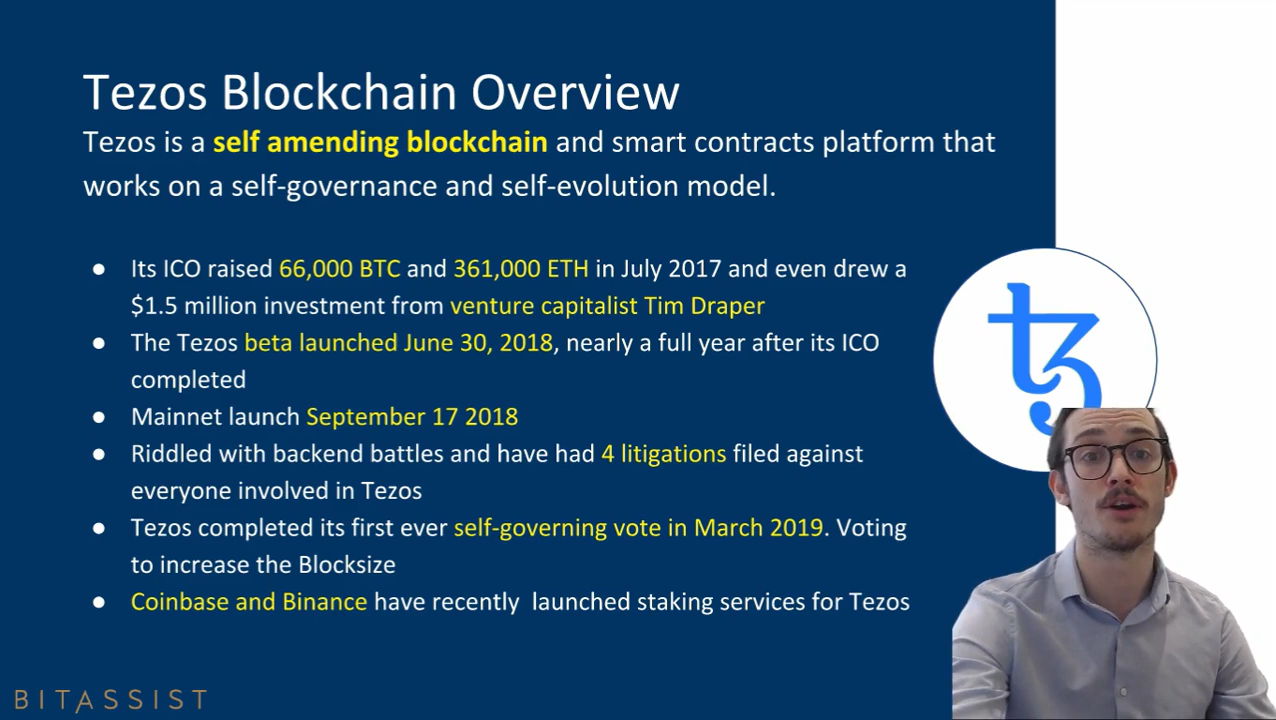 Tezos Blockchain Overview
Tezos is a self amending blockchain and smart contracts platform that
works on a self-governance and self-evolution model.
● Its ICO raised 66,000 BTC and 361,000 ETH in July 2017 and even drew a
$1.5 million investment from venture capitalist Tim Draper
● The Tezos beta launched June 30, 2018, nearly a full year after its ICO
completed
● Mainnet launch September 17 2018
● Riddled with backend battles and have had 4 litigations filed against
everyone involved in Tezos
● Tezos completed its first ever self-governing vote in March 2019. Voting
to increase the Blocksize
● Coinbase and Binance have recently  launched staking services for Tezos
BITASSIST